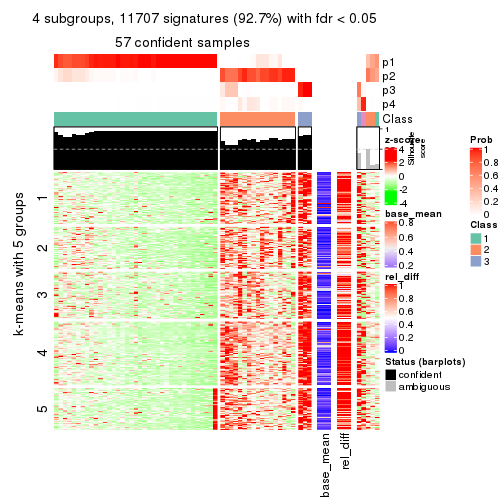 4 subgroups, 11707 signatures (92.7%) with fdr < 0.05
57 confident samples
p1
p2
p3
p4
Class
1
Silhouette
score
z-score
4
2
0
-2
-4
base_mean
0.8
0.6
0.4
0.2
rel_diff
1
0.8
0.6
0.4
0.2
0
Status (barplots)
confident
ambiguous
Prob
1
0.8
0.6
0.4
0.2
0
Class
1
2
3
k-means with 5 groups
1
2
3
4
5
base_mean
rel_diff